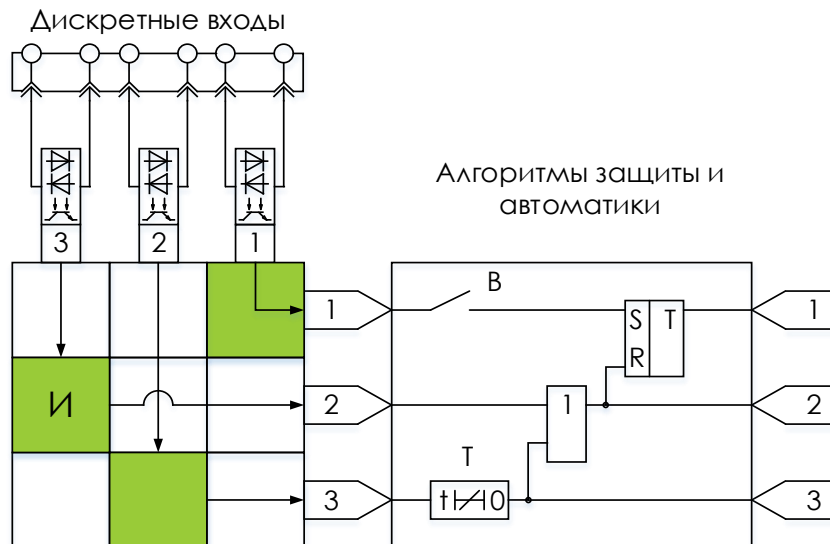 Дискретные входы
3
2
1
Алгоритмы защиты и
автоматики
1
В
S
T
R
1
И
2
1
2
T
3
t
0
3